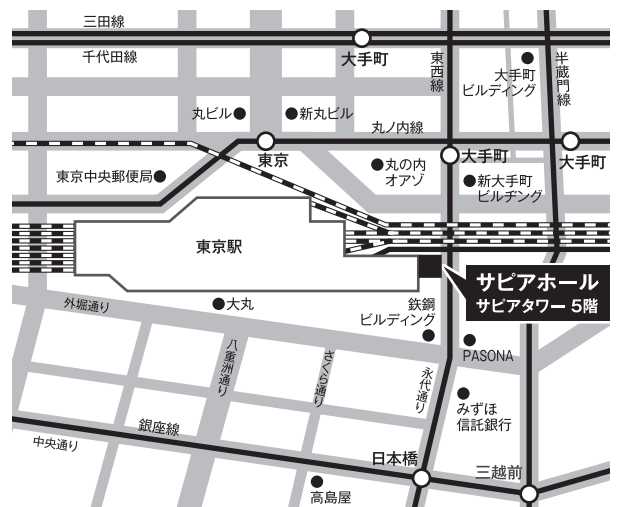 三田線
千代田線
大手町
東西線
大手町
ビルディング
半蔵門線
丸ビル
新丸ビル
丸ノ内線
東京
大手町
大手町
丸の内
オアゾ
東京中央郵便局
新大手町
ビルヂング
東京駅
サピアホール
サピアタワー 5階
外堀通り
大丸
鉄鋼
ビルディング
PASONA
八重洲通り
さくら通り
永代通り
みずほ
信託銀行
銀座線
中央通り
日本橋
三越前
高島屋